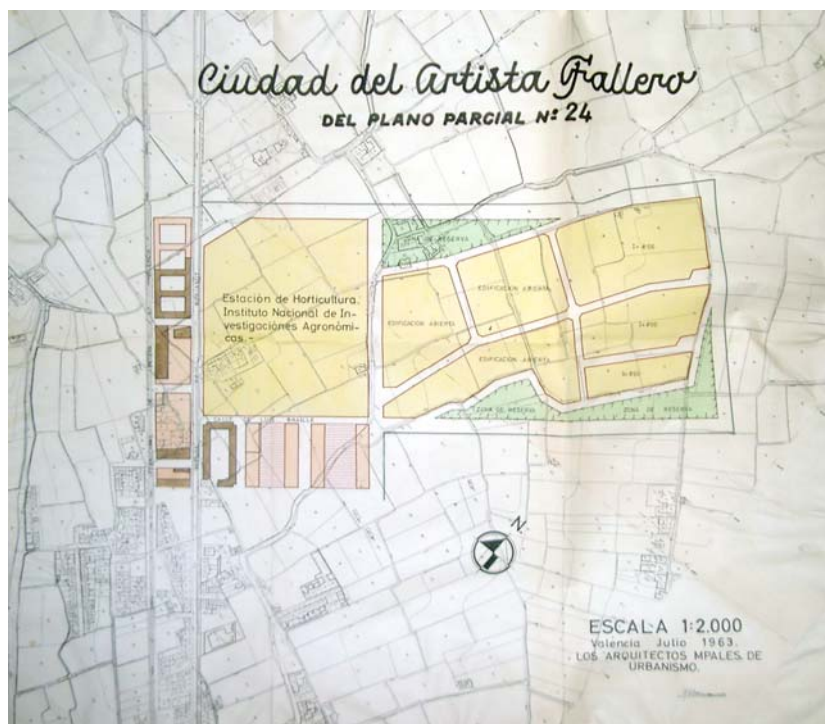 Ciudad del Artista Fallero
DEL PLANO PARCIAL Nº 24
ZONA DE RESERVA
EDIFICACION ABIERTA
EDIFICACION ABIERTA
EDIFICACION ABIERTA
Estación de Horticultura.
Instituto Nacional de In-
vestigaciones Agronómi-
cas.-
ZONA DE RESERVA
ZONA DE RESERVA
N.
ESCALA 1:2.000
Valencia Julio 1963.
LOS ARQUITECTOS MPALES. DE
URBANISMO.